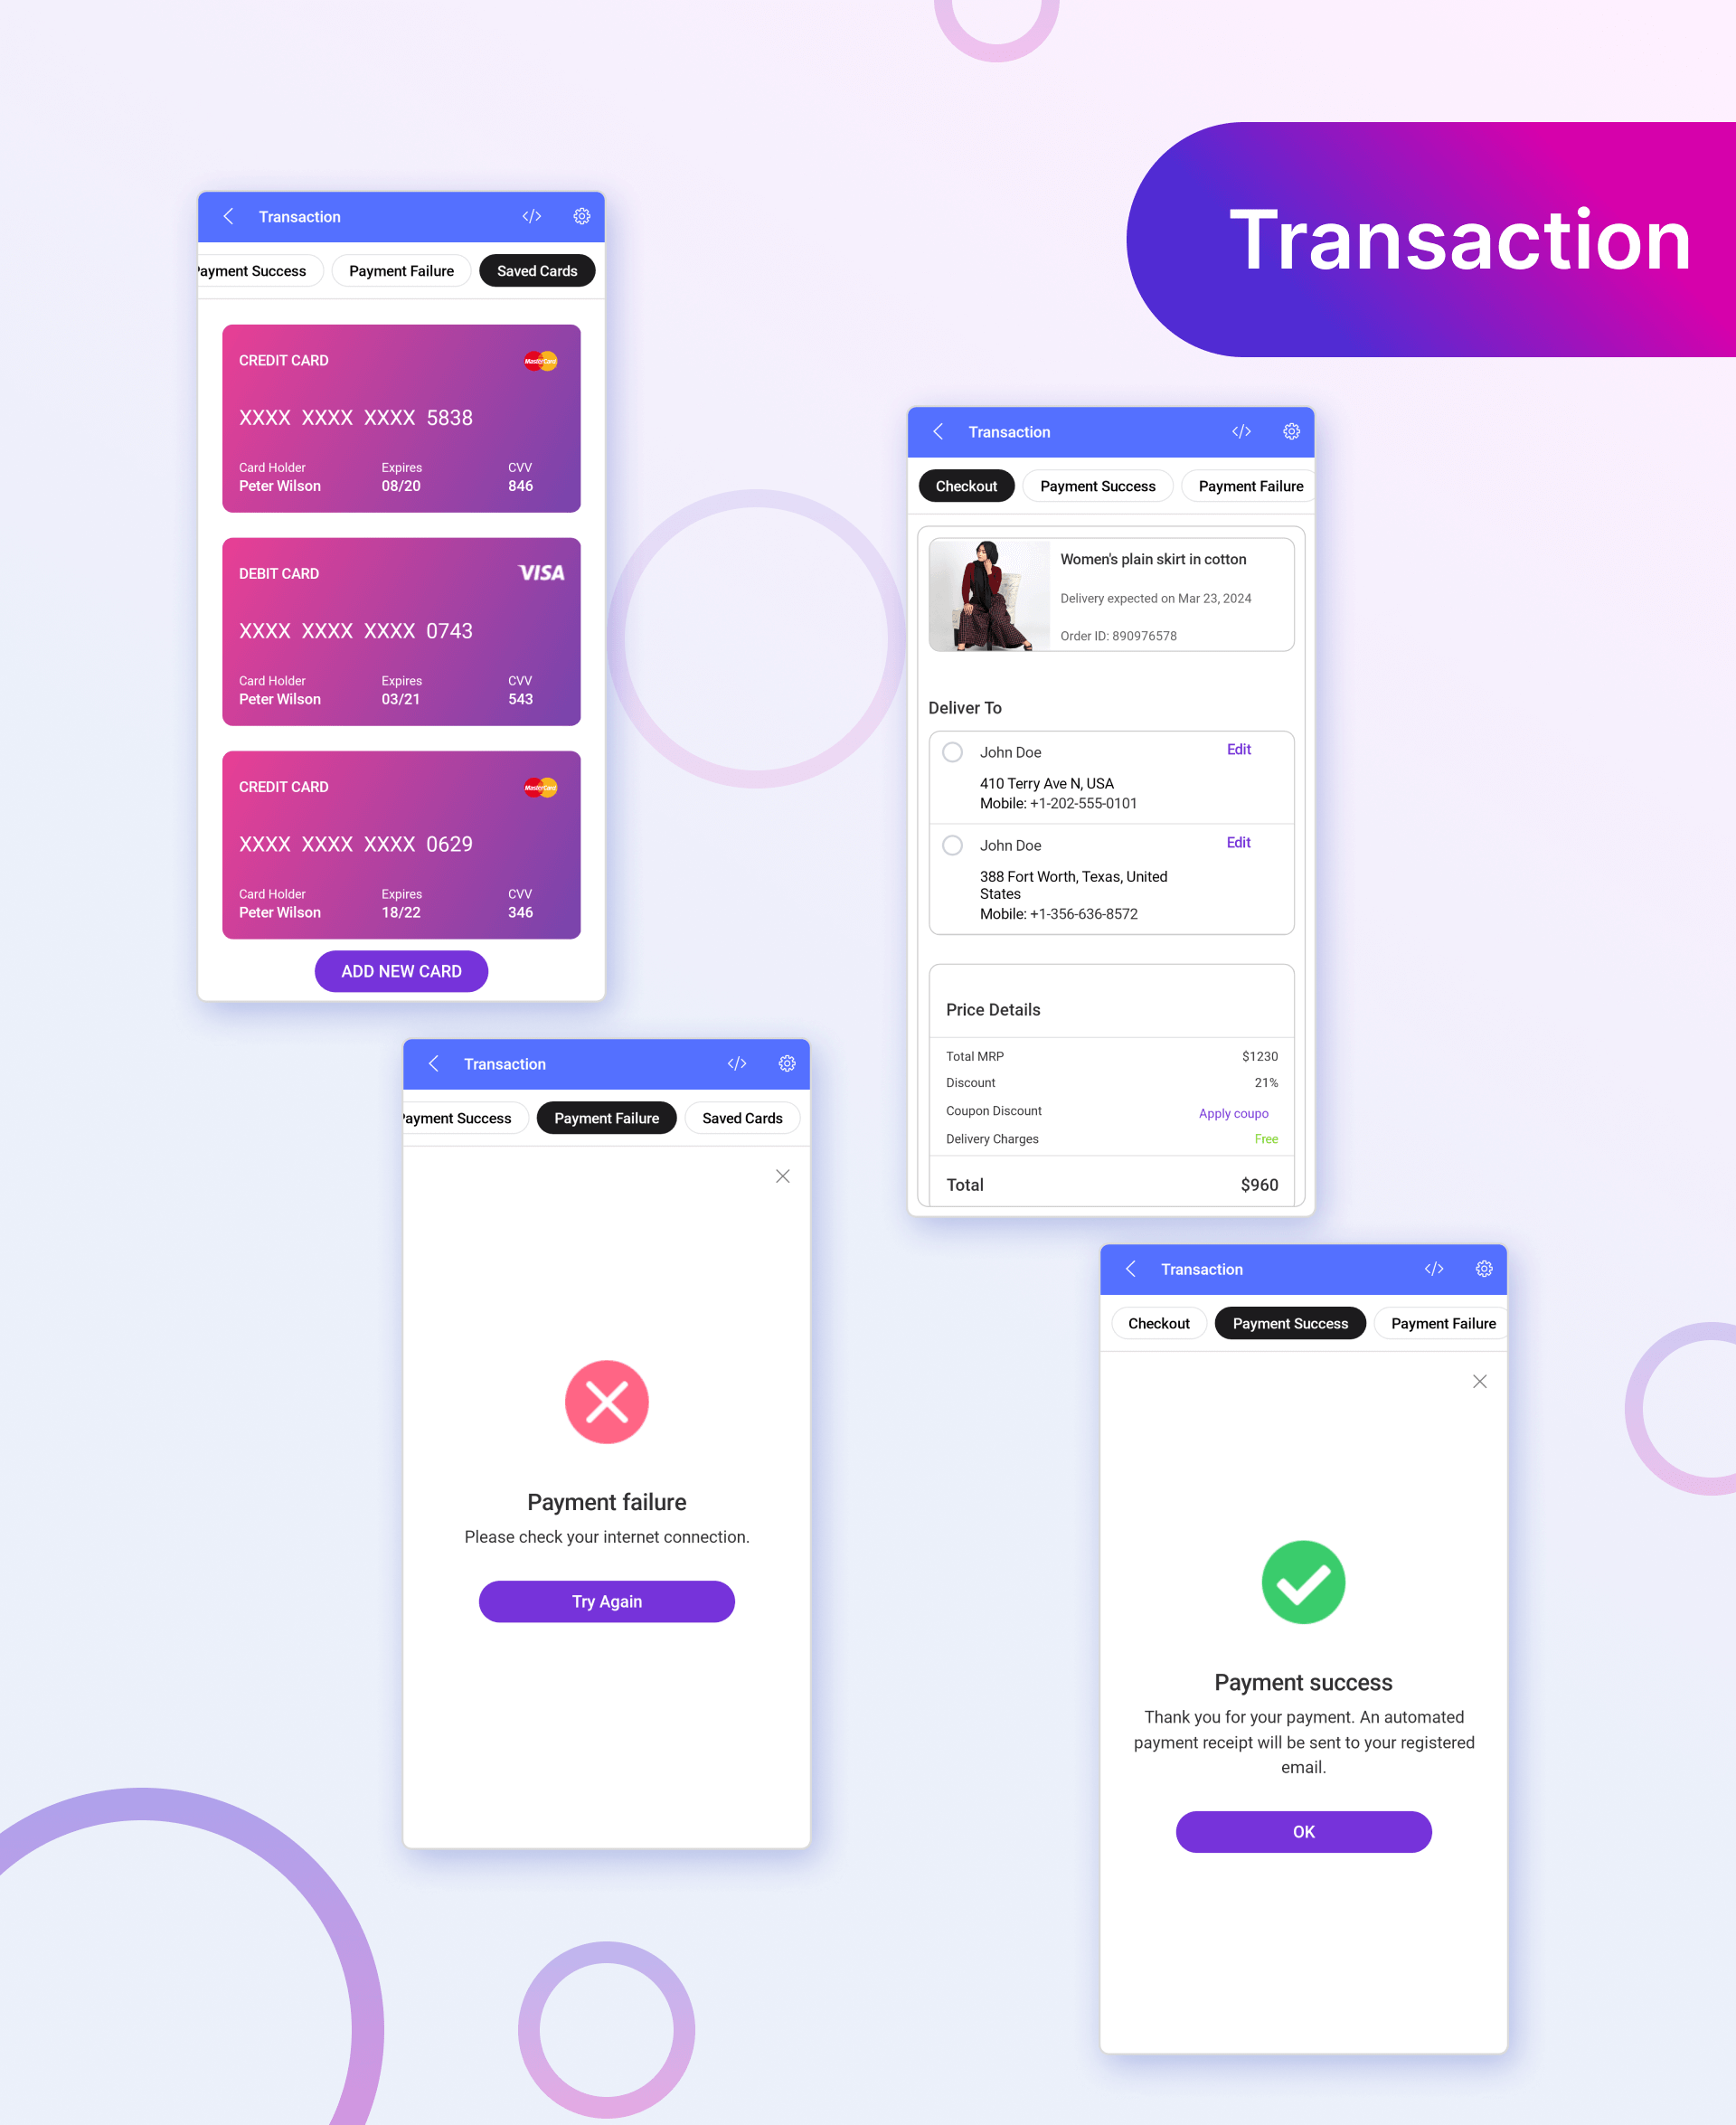 Transaction
Transaction
Payment Success Payment Failure Saved Cards
CREDIT CARD MasterCard
XXXX XXXX XXXX 5838
Card Holder Expires CVV
Peter Wilson 08/20 846
DEBIT CARD VISA
XXXX XXXX XXXX 0743
Card Holder Expires CVV
Peter Wilson 03/21 543
CREDIT CARD MasterCard
XXXX XXXX XXXX 0629
Card Holder Expires CVV
Peter Wilson 18/22 346
ADD NEW CARD
Transaction
Checkout Payment Success Payment Failure
Women's plain skirt in cotton
Delivery expected on Mar 23, 2024
Order ID: 890976578
Deliver To
John Doe Edit
410 Terry Ave N, USA
Mobile: +1-202-555-0101
John Doe Edit
388 Fort Worth, Texas, United
States
Mobile: +1-356-636-8572
Price Details
Total MRP $1230
Discount 21%
Coupon Discount Apply coupo
Delivery Charges Free
Total $960
Transaction
Payment Success Payment Failure Saved Cards
Payment failure
Please check your internet connection.
Try Again
Transaction
Checkout Payment Success Payment Failure
Payment success
Thank you for your payment. An automated
payment receipt will be sent to your registered
email.
OK